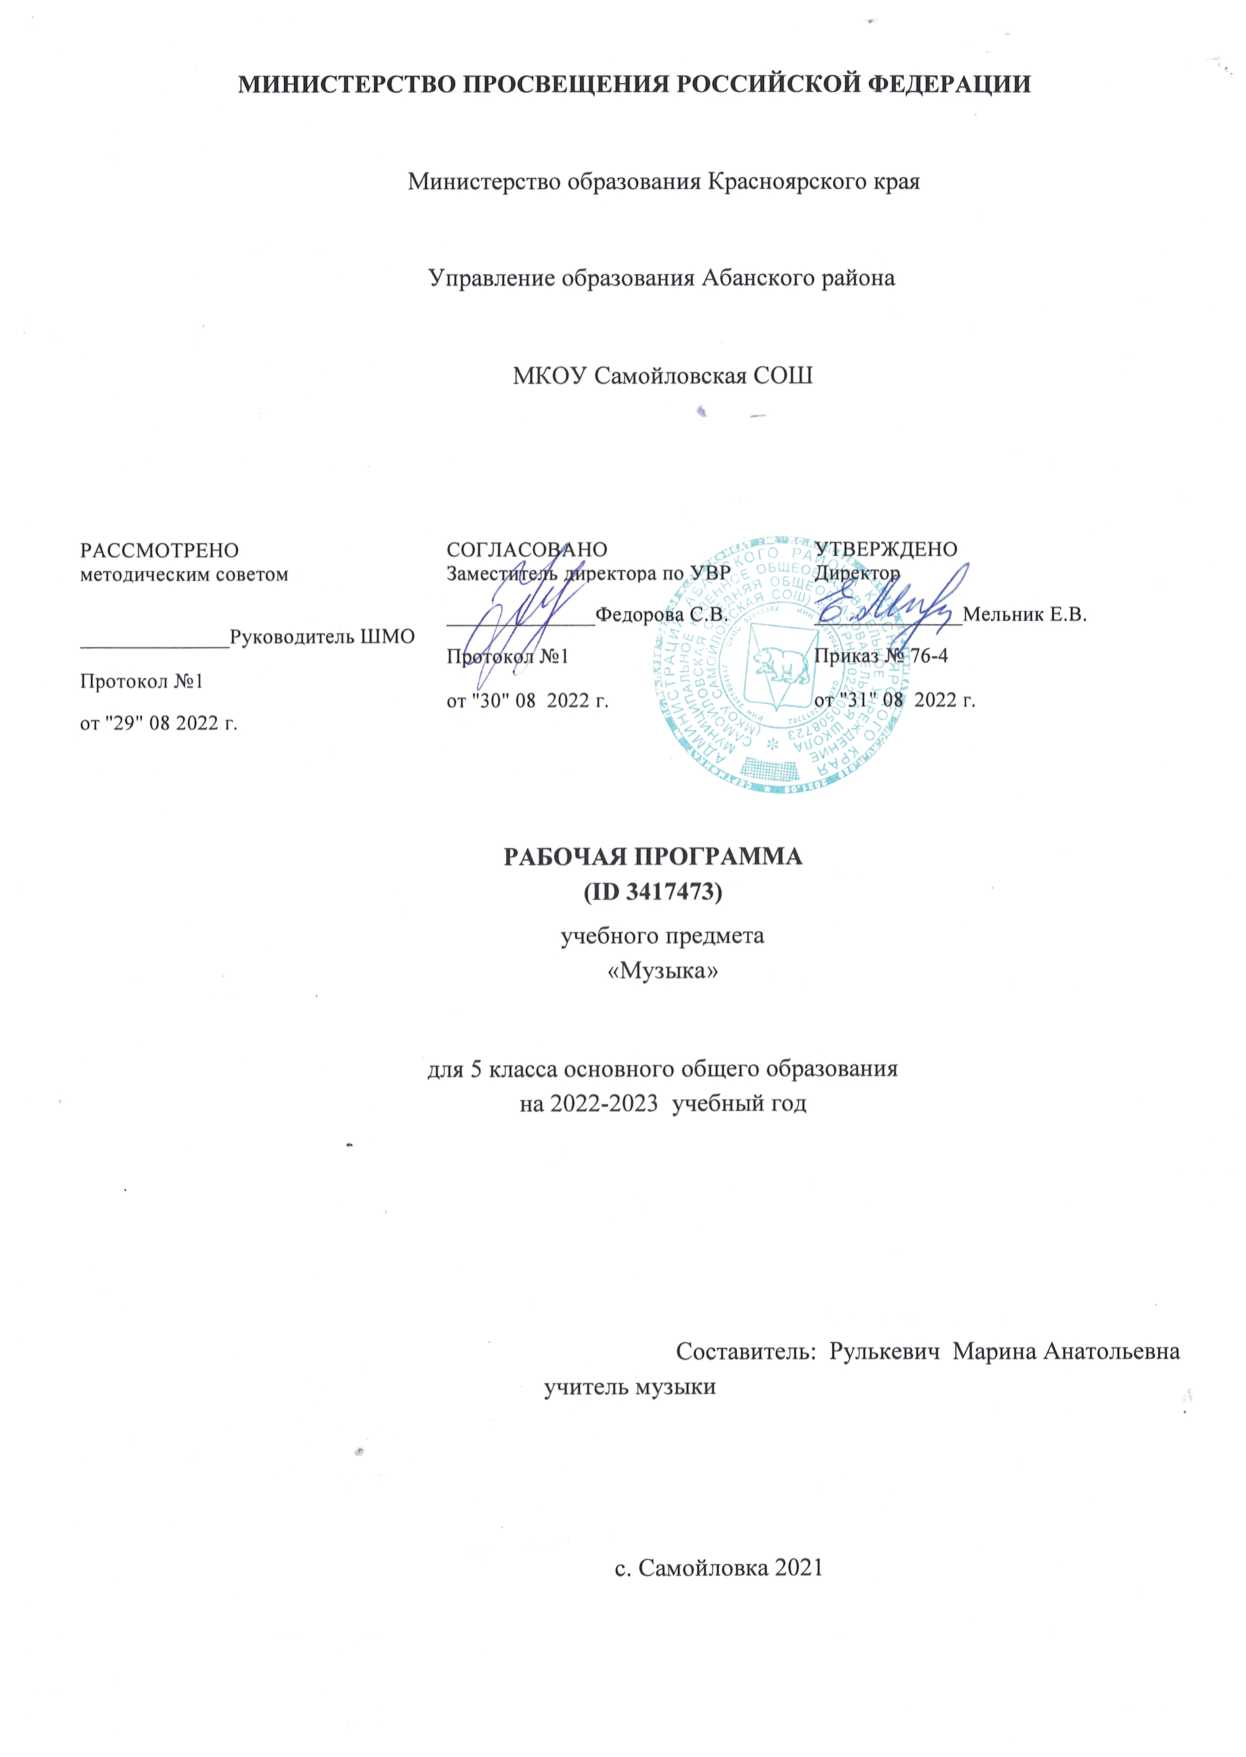 МИНИСТЕРСТВО ПРОСВЕЩЕНИЯ РОССИЙСКОЙ ФЕДЕРАЦИИ
Министерство образования Красноярского края
Управление образования Абанского района
МКОУ Самойловская СОШ
РАССМОТРЕНО
методическим советом
______________Руководитель ШМО
Протокол №1
от "29" 08 2022 г.
СОГЛАСОВАНО
Заместитель директора по УВР
______________Федорова С.В.
Протокол №1
от "30" 08 2022 г.
УТВЕРЖДЕНО
Директор
______________Мельник Е.В.
Приказ № 76-4
от "31" 08 2022 г.
РАБОЧАЯ ПРОГРАММА
(ID 3417473)
учебного предмета
«Музыка»
для 5 класса основного общего образования
на 2022-2023 учебный год
Составитель: Рулькевич Марина Анатольевна
учитель музыки
с. Самойловка 2021